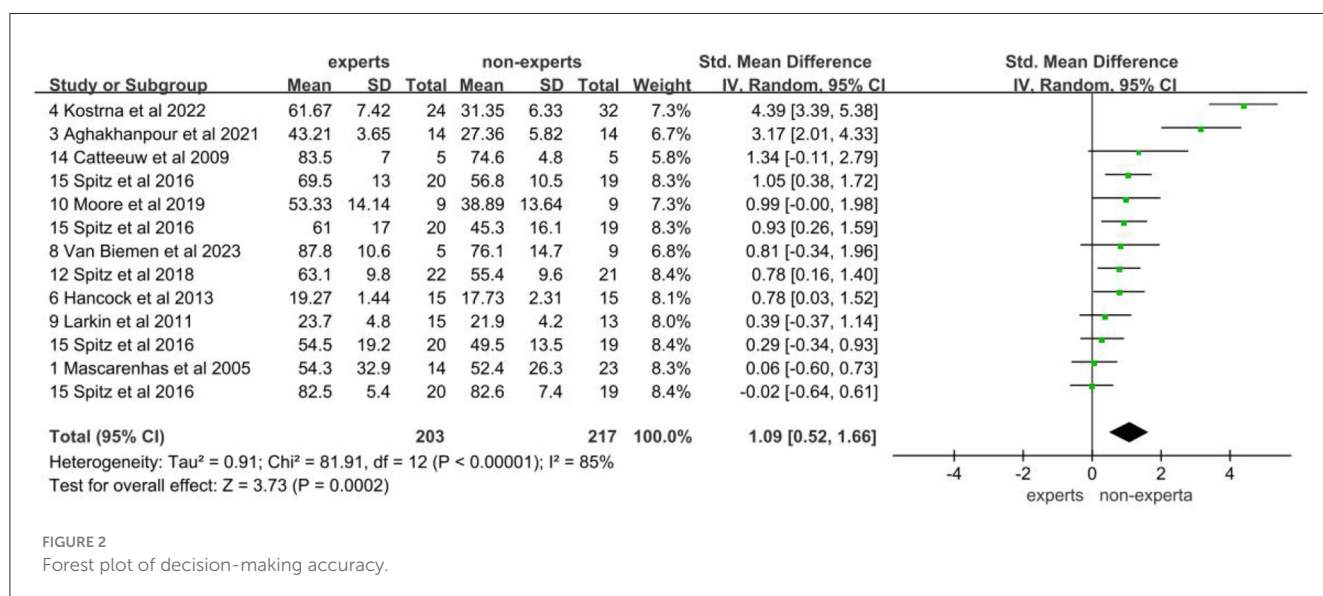 experts non-experts Std. Mean Difference Std. Mean Difference
Study or Subgroup Mean SD Total Mean SD Total Weight IV, Random, 95% CI IV, Random, 95% CI
4 Kostrna et al 2022 61.67 7.42 24 31.35 6.33 32 7.3% 4.39 [3.39, 5.38]
3 Aghakhanpour et al 2021 43.21 3.65 14 27.36 5.82 14 6.7% 3.17 [2.01, 4.33]
14 Catteeuw et al 2009 83.5 7 5 74.6 4.8 5 5.8% 1.34 [-0.11, 2.79]
15 Spitz et al 2016 69.5 13 20 56.8 10.5 19 8.3% 1.05 [0.38, 1.72]
10 Moore et al 2019 53.33 14.14 9 38.89 13.64 9 7.3% 0.99 [-0.00, 1.98]
15 Spitz et al 2016 61 17 20 45.3 16.1 19 8.3% 0.93 [0.26, 1.59]
8 Van Biemen et al 2023 87.8 10.6 5 76.1 14.7 9 6.8% 0.81 [-0.34, 1.96]
12 Spitz et al 2018 63.1 9.8 22 55.4 9.6 21 8.4% 0.78 [0.16, 1.40]
6 Hancock et al 2013 19.27 1.44 15 17.73 2.31 15 8.1% 0.78 [0.03, 1.52]
9 Larkin et al 2011 23.7 4.8 15 21.9 4.2 13 8.0% 0.39 [-0.37, 1.14]
15 Spitz et al 2016 54.5 19.2 20 49.5 13.5 19 8.4% 0.29 [-0.34, 0.93]
1 Mascarenhas et al 2005 54.3 32.9 14 52.4 26.3 23 8.3% 0.06 [-0.60, 0.73]
15 Spitz et al 2016 82.5 5.4 20 82.6 7.4 19 8.4% -0.02 [-0.64, 0.61]
Total (95% CI) 203 217 100.0% 1.09 [0.52, 1.66]
Heterogeneity: Tau² = 0.91; Chi² = 81.91, df = 12 (P < 0.00001); I² = 85%
Test for overall effect: Z = 3.73 (P = 0.0002)
-4 -2 0 2 4
experts non-experta
FIGURE 2
Forest plot of decision-making accuracy.